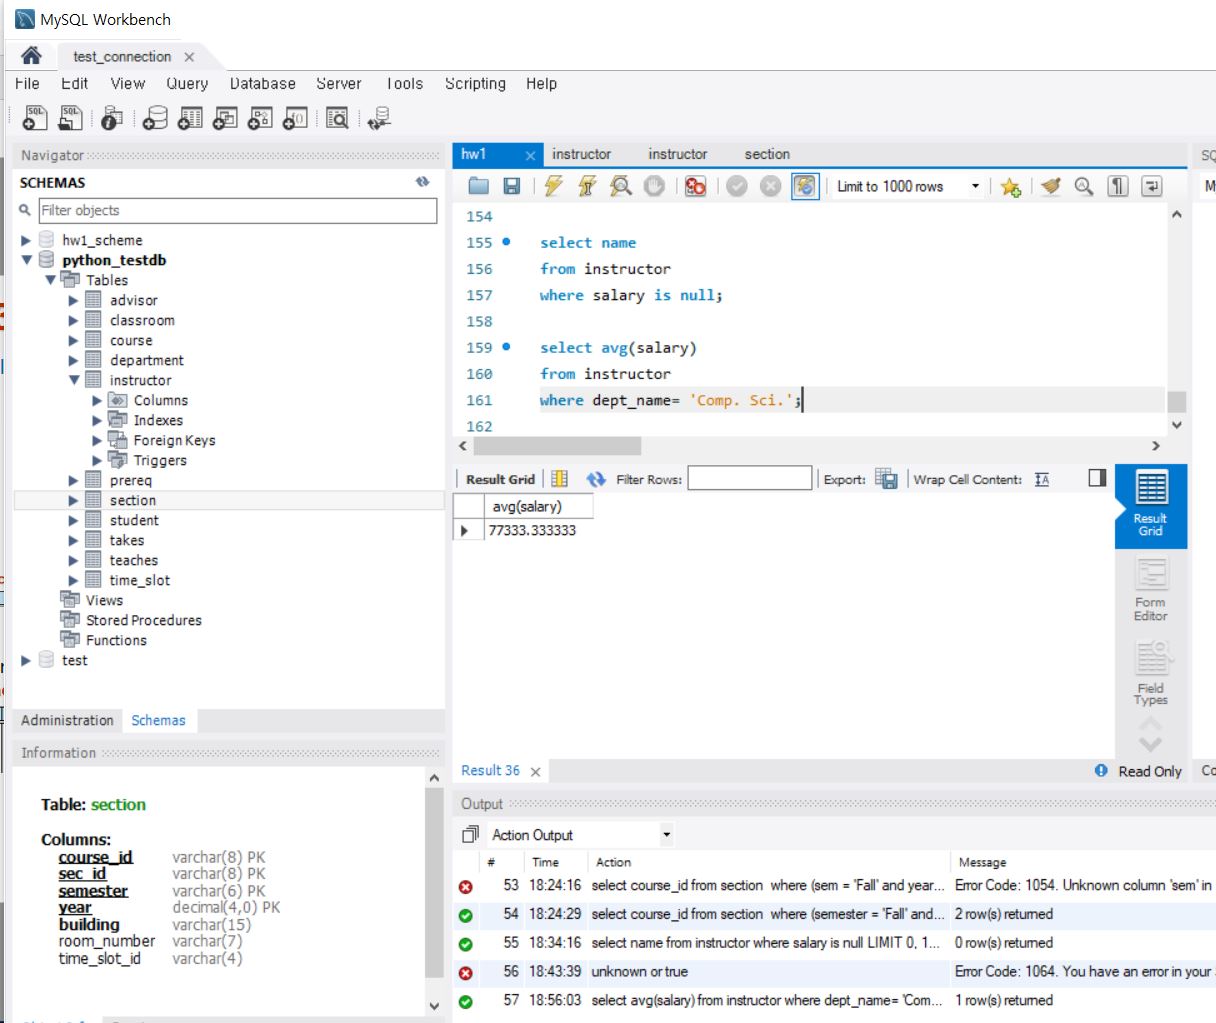 MySQL Workbench
test_connection
File Edit View Query Database Server Tools Scripting Help
Navigator
SCHEMAS
Filter objects
hw1_scheme
python_testdb
Tables
advisor
classroom
course
department
instructor
Columns
Indexes
Foreign Keys
Triggers
prereq
section
student
takes
teaches
time_slot
Views
Stored Procedures
Functions
test
Administration Schemas
Information
Table: section
Columns:
course_id varchar(8) PK
sec_id varchar(8) PK
semester varchar(6) PK
year decimal(4,0) PK
building varchar(15)
room_number varchar(7)
time_slot_id varchar(4)
hw1 instructor instructor section
Limit to 1000 rows
154
155 select name
156 from instructor
157 where salary is null;
158
159 select avg(salary)
160 from instructor
161 where dept_name= 'Comp. Sci.';
162
Result Grid Filter Rows: Export: Wrap Cell Content:
avg(salary)
77333.333333
Result Grid
Form Editor
Field Types
Result 36 Read Only
Output
Action Output
# Time Action Message
53 18:24:16 select course_id from section where (sem = 'Fall' and year... Error Code: 1054. Unknown column 'sem' in
54 18:24:29 select course_id from section where (semester = 'Fall' and... 2 row(s) returned
55 18:34:16 select name from instructor where salary is null LIMIT 0, 1... 0 row(s) returned
56 18:43:39 unknown or true Error Code: 1064. You have an error in your
57 18:56:03 select avg(salary) from instructor where dept_name= 'Com... 1 row(s) returned